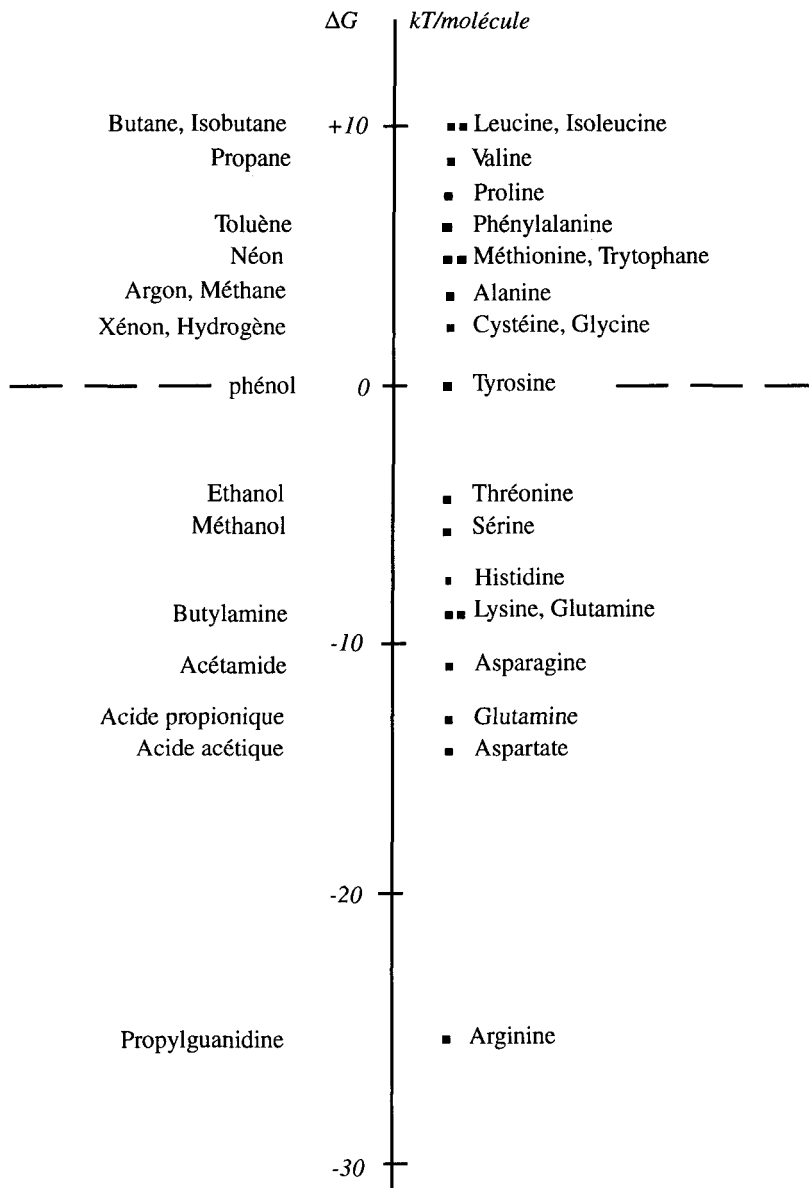 ΔG kT/molécule
Butane, Isobutane +10 Leucine, Isoleucine
Propane Valine
Proline
Toluène Phénylalanine
Néon Méthionine, Trytophane
Argon, Méthane Alanine
Xénon, Hydrogène Cystéine, Glycine
phénol 0 Tyrosine
Ethanol Thréonine
Méthanol Sérine
Histidine
Butylamine Lysine, Glutamine
-10
Acétamide Asparagine
Acide propionique Glutamine
Acide acétique Aspartate
-20
Propylguanidine Arginine
-30